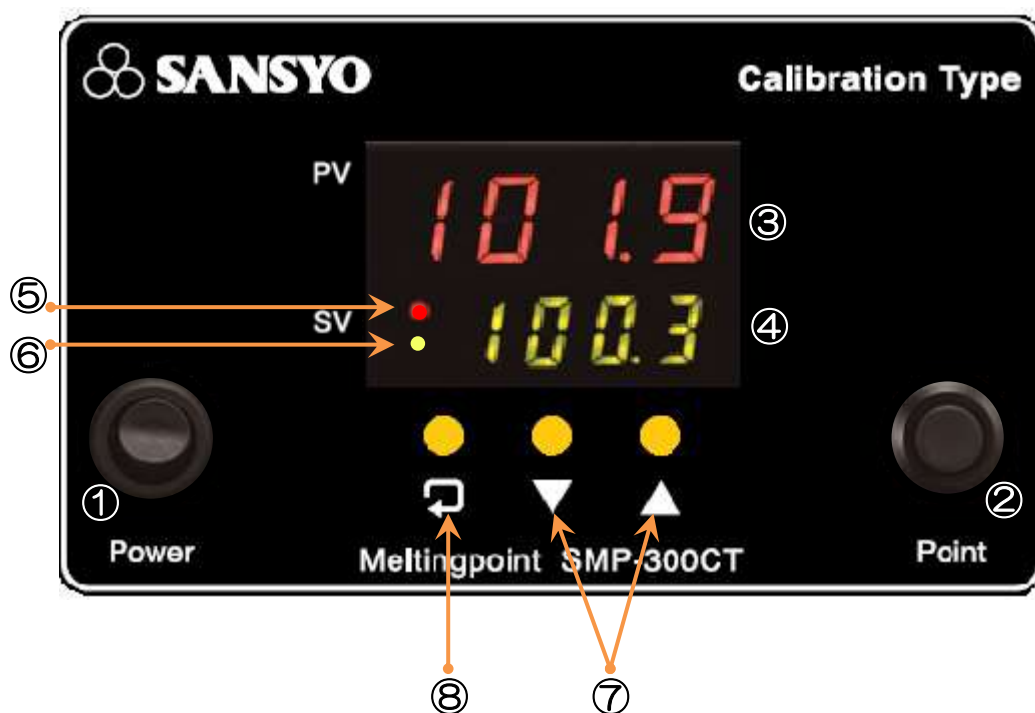 SANSYO
Calibration Type
PV
101.9
③
⑤
SV
100.3
④
⑥
①
②
Power
Meltingpoint SMP-300CT
Point
⑧
⑦